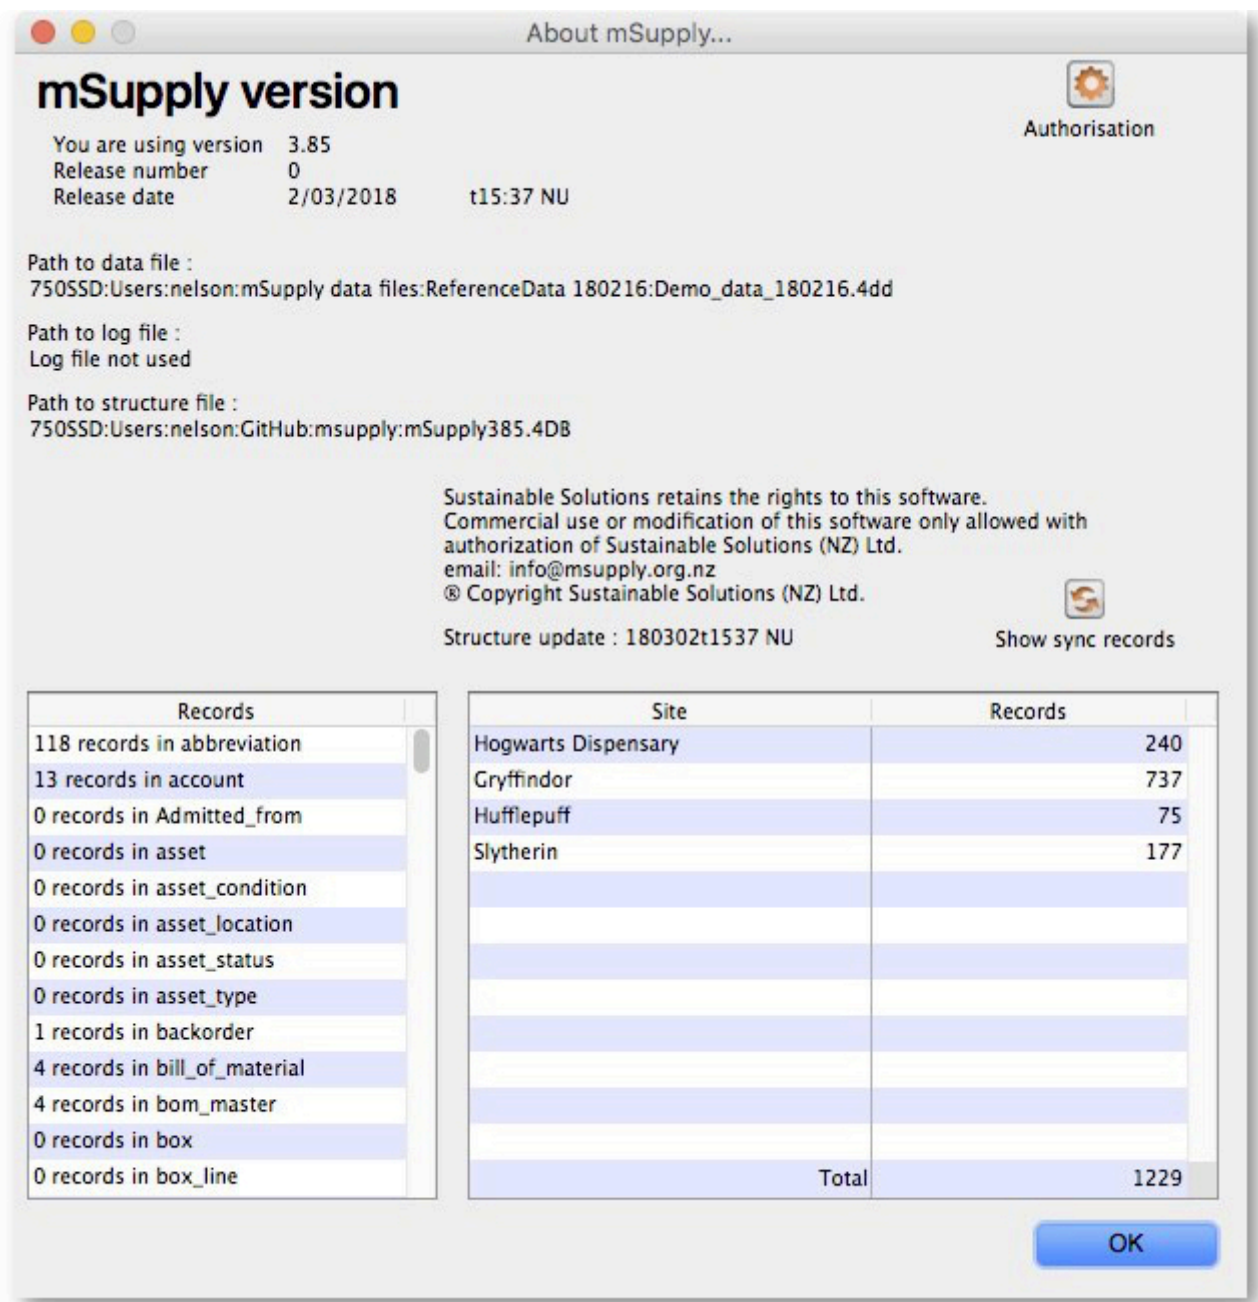 About mSupply...
mSupply version
Authorisation
You are using version 3.85
Release number 0
Release date 2/03/2018 t15:37 NU
Path to data file :
750SSD:Users:nelson:mSupply data files:ReferenceData 180216:Demo_data_180216.4dd
Path to log file :
Log file not used
Path to structure file :
750SSD:Users:nelson:GitHub:msupply:mSupply385.4DB
Sustainable Solutions retains the rights to this software.
Commercial use or modification of this software only allowed with
authorization of Sustainable Solutions (NZ) Ltd.
email: info@msupply.org.nz
® Copyright Sustainable Solutions (NZ) Ltd.
Structure update : 180302t1537 NU
Show sync records
Records
118 records in abbreviation
13 records in account
0 records in Admitted_from
0 records in asset
0 records in asset_condition
0 records in asset_location
0 records in asset_status
0 records in asset_type
1 records in backorder
4 records in bill_of_material
4 records in bom_master
0 records in box
0 records in box_line
Site Records
Hogwarts Dispensary 240
Gryffindor 737
Hufflepuff 75
Slytherin 177
Total 1229
OK